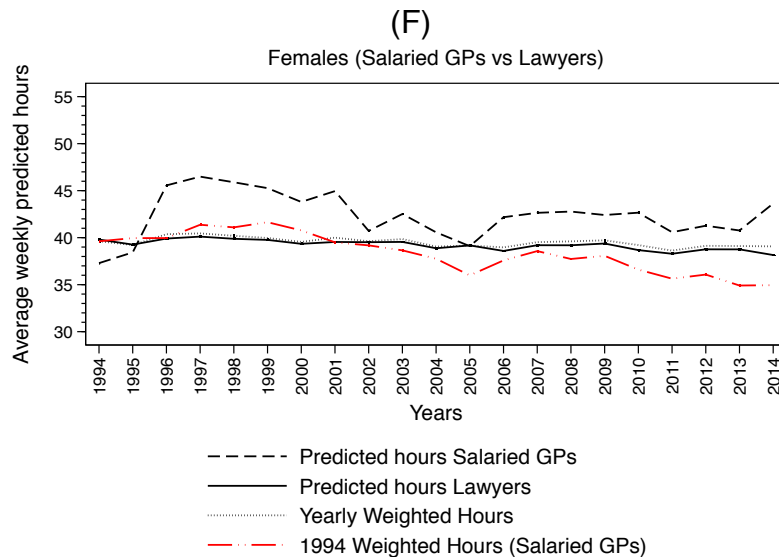 (F)
Females (Salaried GPs vs Lawyers)
Average weekly predicted hours
55
50
45
40
35
30
1994 1995 1996 1997 1998 1999 2000 2001 2002 2003 2004 2005 2006 2007 2008 2009 2010 2011 2012 2013 2014
Years
Predicted hours Salaried GPs
Predicted hours Lawyers
Yearly Weighted Hours
1994 Weighted Hours (Salaried GPs)